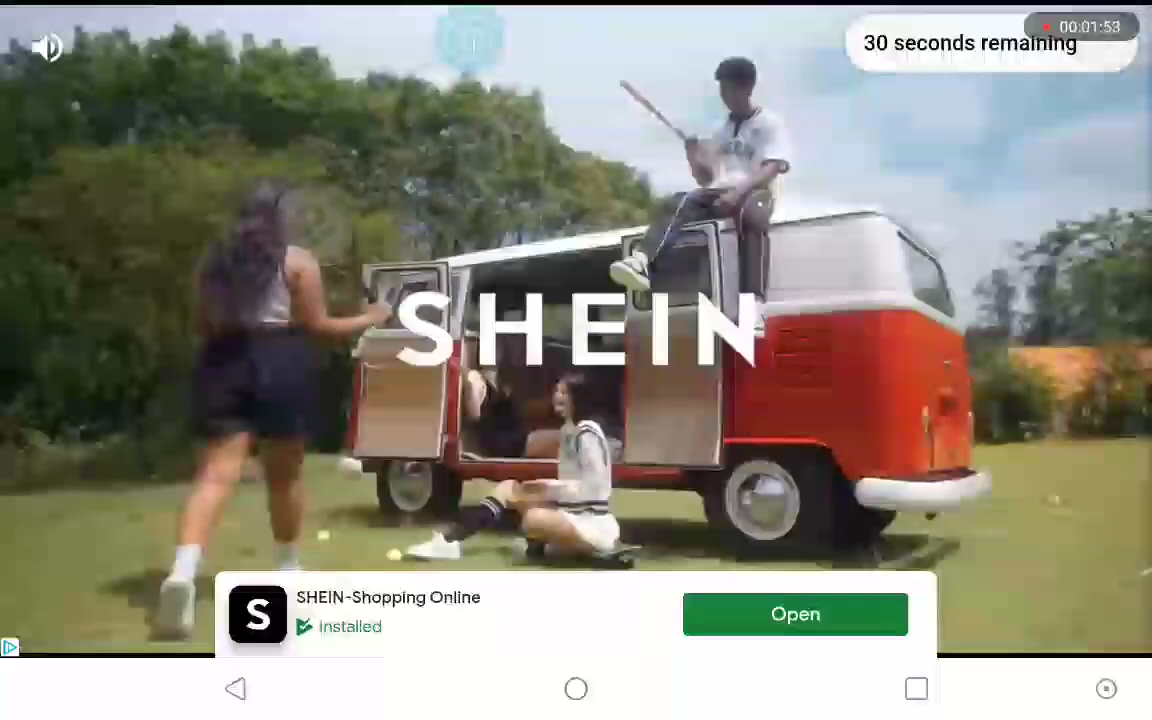 00:01:53
30 seconds remaining
SHEIN
S
SHEIN-Shopping Online
Installed
Open